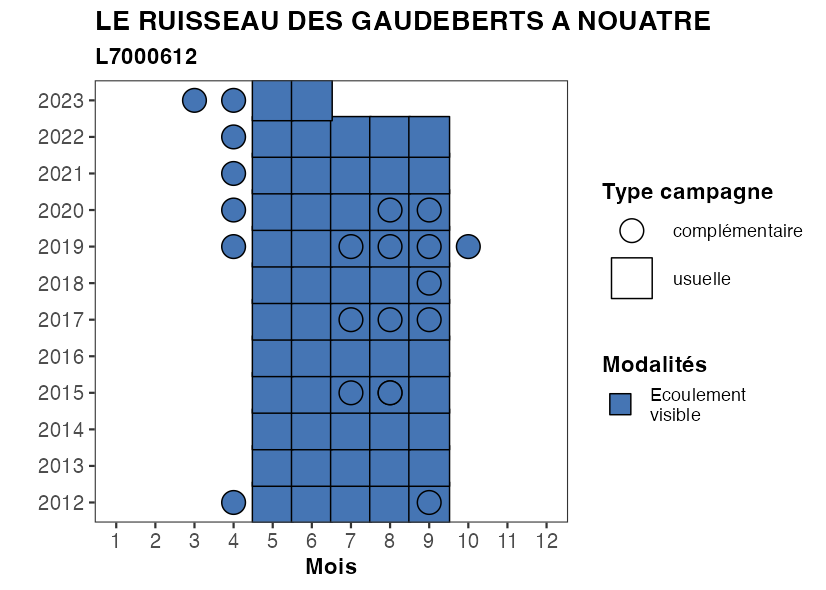 LE RUISSEAU DES GAUDEBERTS A NOUATRE
L7000612
2023
2022
2021
2020
2019
2018
2017
2016
2015
2014
2013
2012
1 2 3 4 5 6 7 8 9 10 11 12
Mois
Type campagne
complémentaire
usuelle
Modalités
Ecoulement
visible